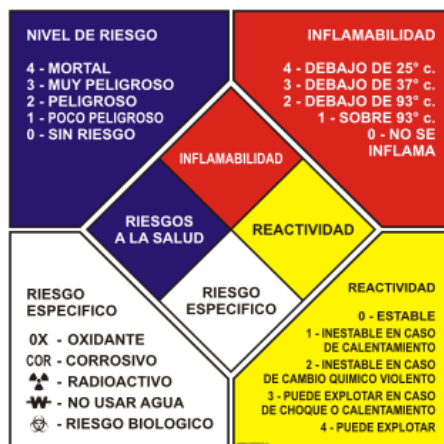 NIVEL DE RIESGO
4 - MORTAL
3 - MUY PELIGROSO
2 - PELIGROSO
1 - POCO PELIGROSO
0 - SIN RIESGO
INFLAMABILIDAD
4 - DEBAJO DE 25° c.
3 - DEBAJO DE 37° c.
2 - DEBAJO DE 93° c.
1 - SOBRE 93° c.
0 - NO SE
INFLAMA
INFLAMABILIDAD
RIESGOS
A LA SALUD
REACTIVIDAD
RIESGO
ESPECIFICO
RIESGO
ESPECIFICO
0X - OXIDANTE
COR - CORROSIVO
- RADIOACTIVO
W - NO USAR AGUA
- RIESGO BIOLOGICO
REACTIVIDAD
0 - ESTABLE
1 - INESTABLE EN CASO
DE CALENTAMIENTO
2 - INESTABLE EN CASO
DE CAMBIO QUIMICO VIOLENTO
3 - PUEDE EXPLOTAR EN CASO
DE CHOQUE O CALENTAMIENTO
4 - PUEDE EXPLOTAR